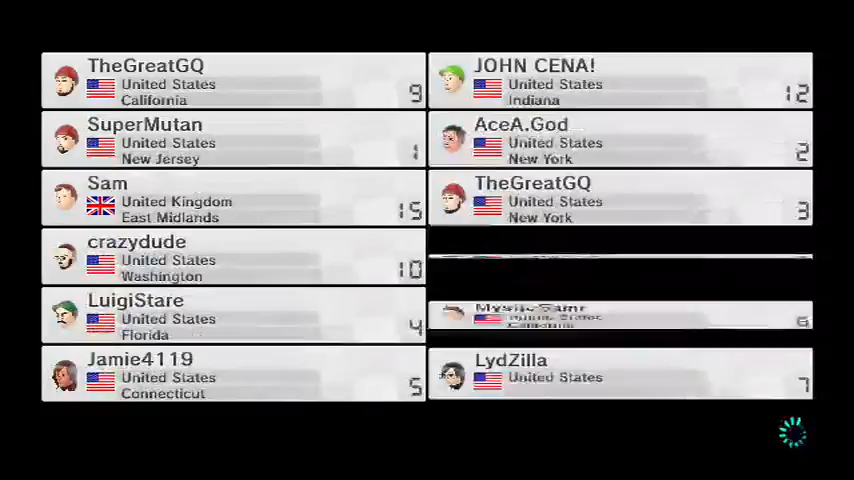 TheGreatGQ
United States
California
9
SuperMutan
United States
New Jersey
1
Sam
United Kingdom
East Midlands
15
crazydude
United States
Washington
10
LuigiStare
United States
Florida
4
Jamie4119
United States
Connecticut
5
JOHN CENA!
United States
Indiana
12
AceA.God
United States
New York
2
TheGreatGQ
United States
New York
3
United States
LydZilla
United States
7